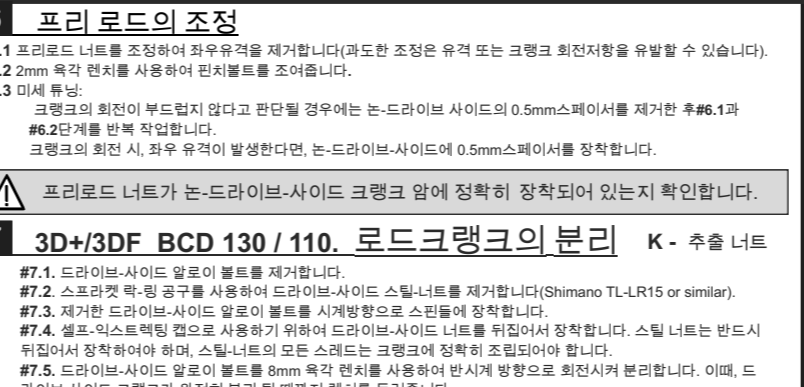 프리 로드의 조정
.1 프리로드 너트를 조정하여 좌우유격을 제거합니다(과도한 조정은 유격 또는 크랭크 회전저항을 유발할 수 있습니다).
.2 2mm 육각 렌치를 사용하여 핀치볼트를 조여줍니다.
.3 미세 튜닝:
크랭크의 회전이 부드럽지 않다고 판단될 경우에는 논-드라이브 사이드의 0.5mm스페이서를 제거한 후#6.1과
#6.2단계를 반복 작업합니다.
크랭크의 회전 시, 좌우 유격이 발생한다면, 논-드라이브-사이드에 0.5mm스페이서를 장착합니다.
프리로드 너트가 논-드라이브-사이드 크랭크 암에 정확히 장착되어 있는지 확인합니다.
3D+/3DF BCD 130 / 110. 로드크랭크의 분리 K - 추출 너트
#7.1. 드라이브-사이드 알로이 볼트를 제거합니다.
#7.2. 스프라켓 락-링 공구를 사용하여 드라이브-사이드 스틸-너트를 제거합니다(Shimano TL-LR15 or similar).
#7.3. 제거한 드라이브-사이드 알로이 볼트를 시계방향으로 스핀들에 장착합니다.
#7.4. 셀프-익스트렉팅 캡으로 사용하기 위하여 드라이브-사이드 너트를 뒤집어서 장착합니다. 스틸 너트는 반드시
뒤집어서 장착하여야 하며, 스틸-너트의 모든 스레드는 크랭크에 정확히 조립되어야 합니다.
#7.5. 드라이브-사이드 알로이 볼트를 8mm 육각 렌치를 사용하여 반시계 방향으로 회전시켜 분리합니다. 이때, 드